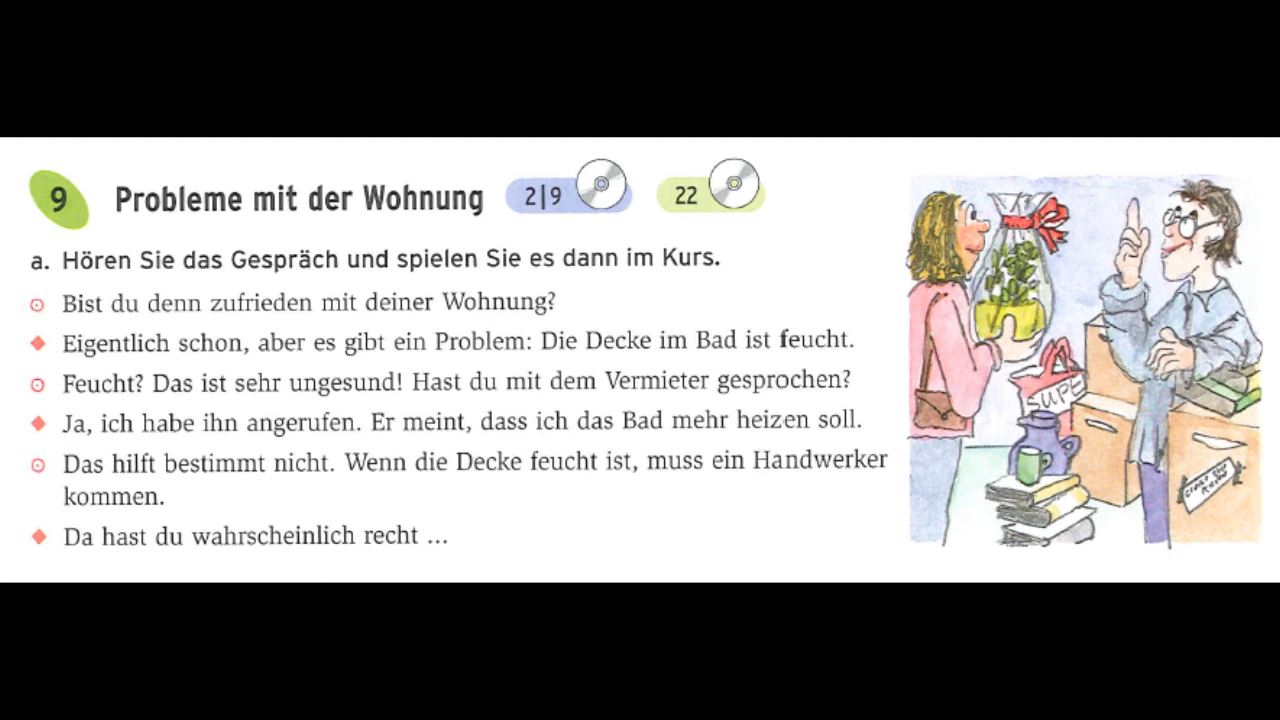 9 Probleme mit der Wohnung 2|9 22
a. Hören Sie das Gespräch und spielen Sie es dann im Kurs.
Bist du denn zufrieden mit deiner Wohnung?
Eigentlich schon, aber es gibt ein Problem: Die Decke im Bad ist feucht.
Feucht? Das ist sehr ungesund! Hast du mit dem Vermieter gesprochen?
Ja, ich habe ihn angerufen. Er meint, dass ich das Bad mehr heizen soll.
Das hilft bestimmt nicht. Wenn die Decke feucht ist, muss ein Handwerker
kommen.
Da hast du wahrscheinlich recht ...
SUPE